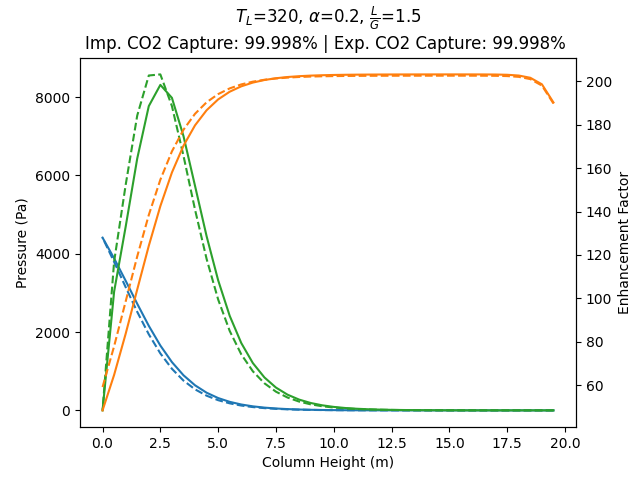 T_L=320, α=0.2, L/G=1.5
Imp. CO2 Capture: 99.998% | Exp. CO2 Capture: 99.998%
8000
6000
4000
2000
0
Pressure (Pa)
200
180
160
140
120
100
80
60
Enhancement Factor
0.0 2.5 5.0 7.5 10.0 12.5 15.0 17.5 20.0
Column Height (m)